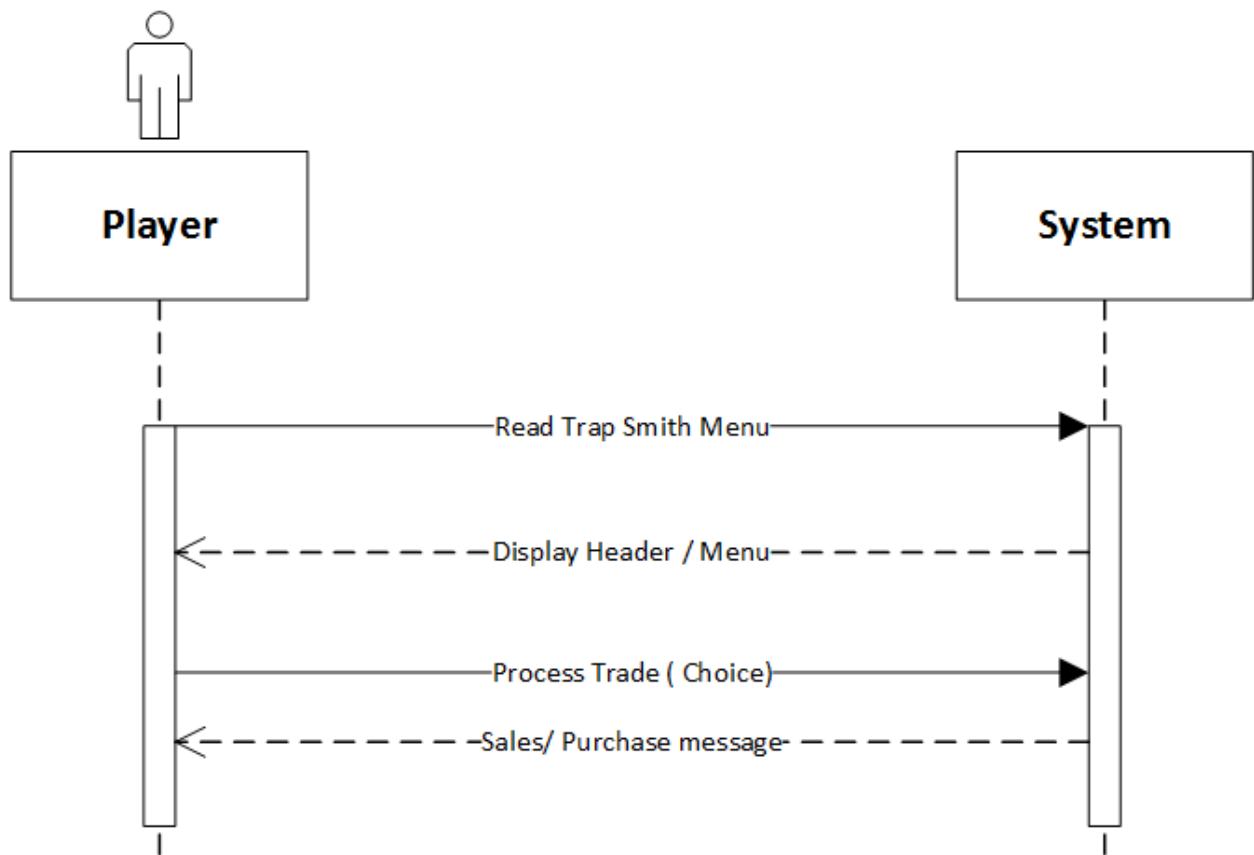 Player
System
Read Trap Smith Menu
Display Header / Menu
Process Trade ( Choice)
Sales/ Purchase message